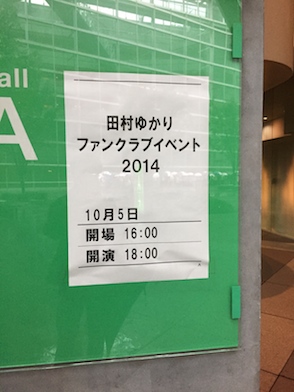 all
A
田村ゆかり
ファンクラブイベント
2014
10月5日
開場 16:00
開演 18:00